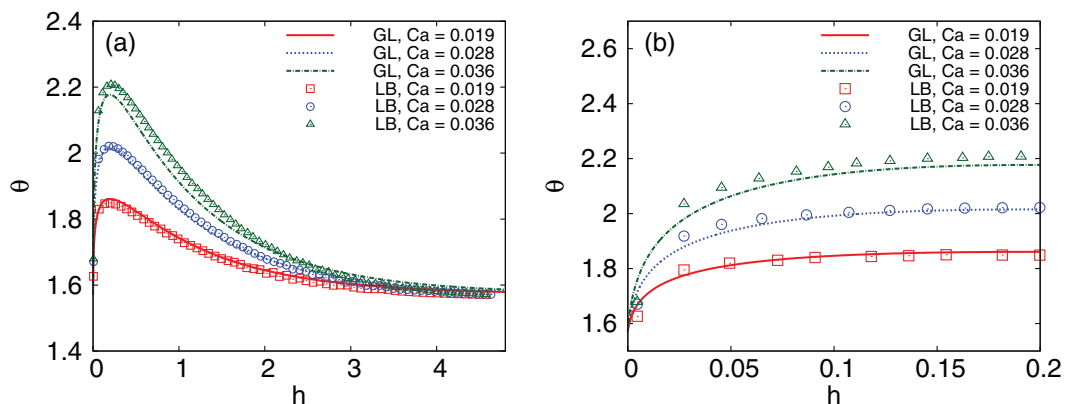 (a)
GL, Ca = 0.019
GL, Ca = 0.028
GL, Ca = 0.036
LB, Ca = 0.019
LB, Ca = 0.028
LB, Ca = 0.036
2.4
2.2
2
1.8
1.6
1.4
θ
0 1 2 3 4
h
(b)
GL, Ca = 0.019
GL, Ca = 0.028
GL, Ca = 0.036
LB, Ca = 0.019
LB, Ca = 0.028
LB, Ca = 0.036
2.6
2.4
2.2
2
1.8
1.6
θ
0 0.05 0.1 0.15 0.2
h